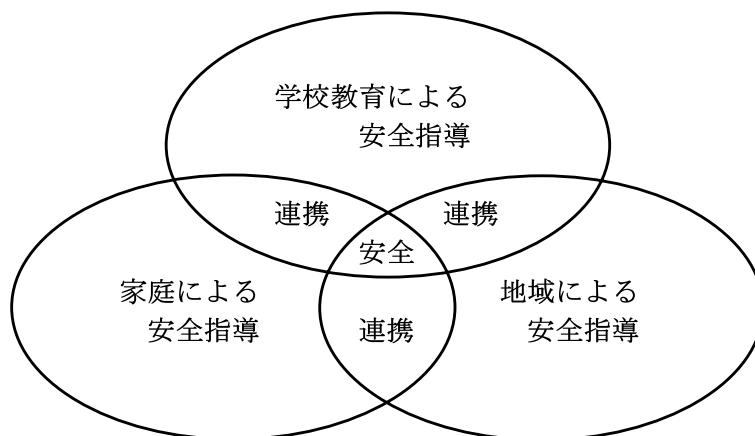 学校教育による
安全指導
連携
連携
安全
家庭による
安全指導
地域による
安全指導
連携